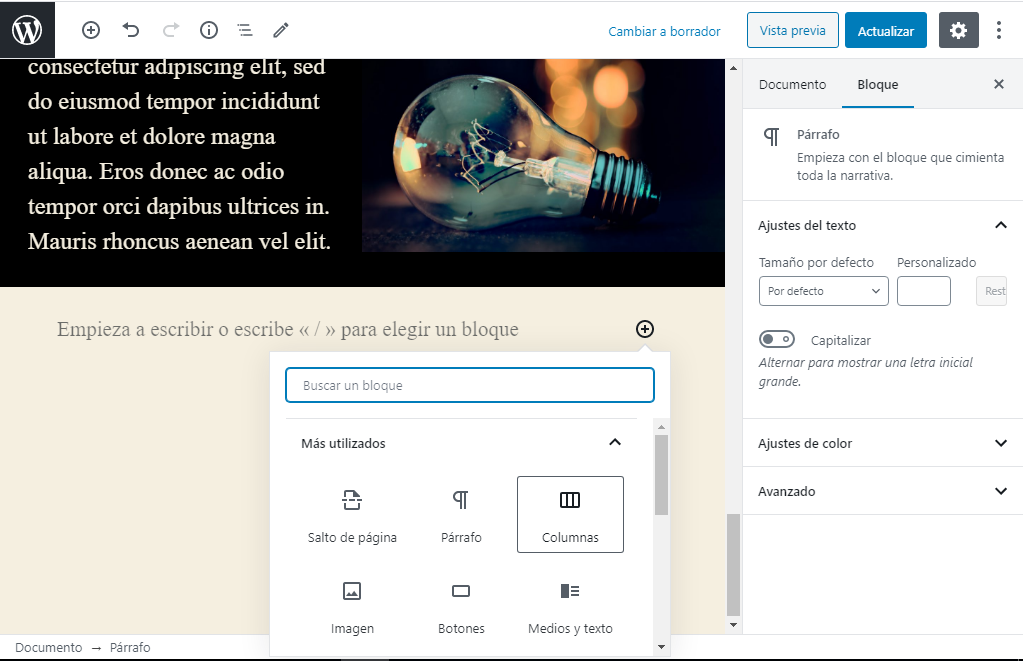 Cambiar a borrador
Vista previa
Actualizar
consectetur adipiscing elit, sed
do eiusmod tempor incididunt
ut labore et dolore magna
aliqua. Eros donec ac odio
tempor orci dapibus ultrices in.
Mauris rhoncus aenean vel elit.
Empieza a escribir o escribe « / » para elegir un bloque
Buscar un bloque
Más utilizados
Salto de página
Párrafo
Columnas
Imagen
Botones
Medios y texto
Documento
Bloque
Párrafo
Empieza con el bloque que cimienta
toda la narrativa.
Ajustes del texto
Tamaño por defecto
Personalizado
Por defecto
Rest
Capitalizar
Alternar para mostrar una letra inicial
grande.
Ajustes de color
Avanzado
Documento → Párrafo